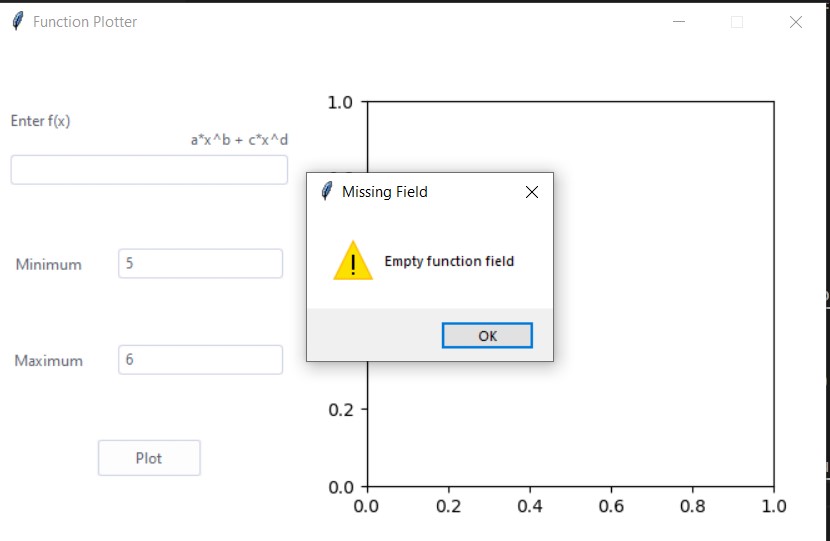 Function Plotter
Enter f(x)
a*x^b + c*x^d
Minimum
5
Maximum
6
Plot
Missing Field
Empty function field
OK
1.0
0.2
0.0
0.0 0.2 0.4 0.6 0.8 1.0